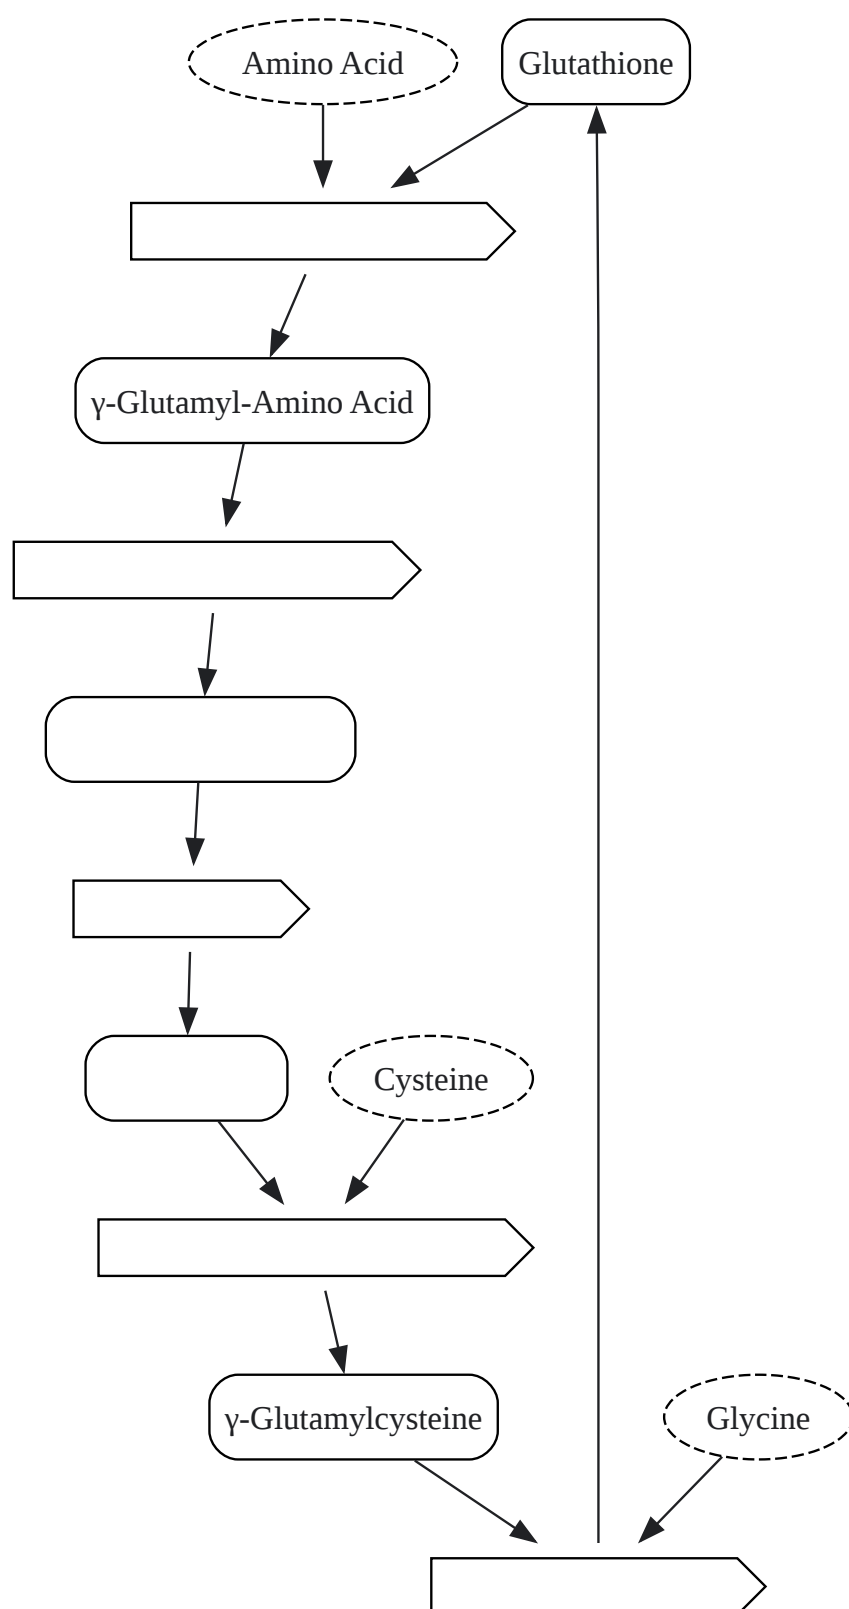 Amino Acid
Glutathione
γ-Glutamyl-Amino Acid
Cysteine
γ-Glutamylcysteine
Glycine